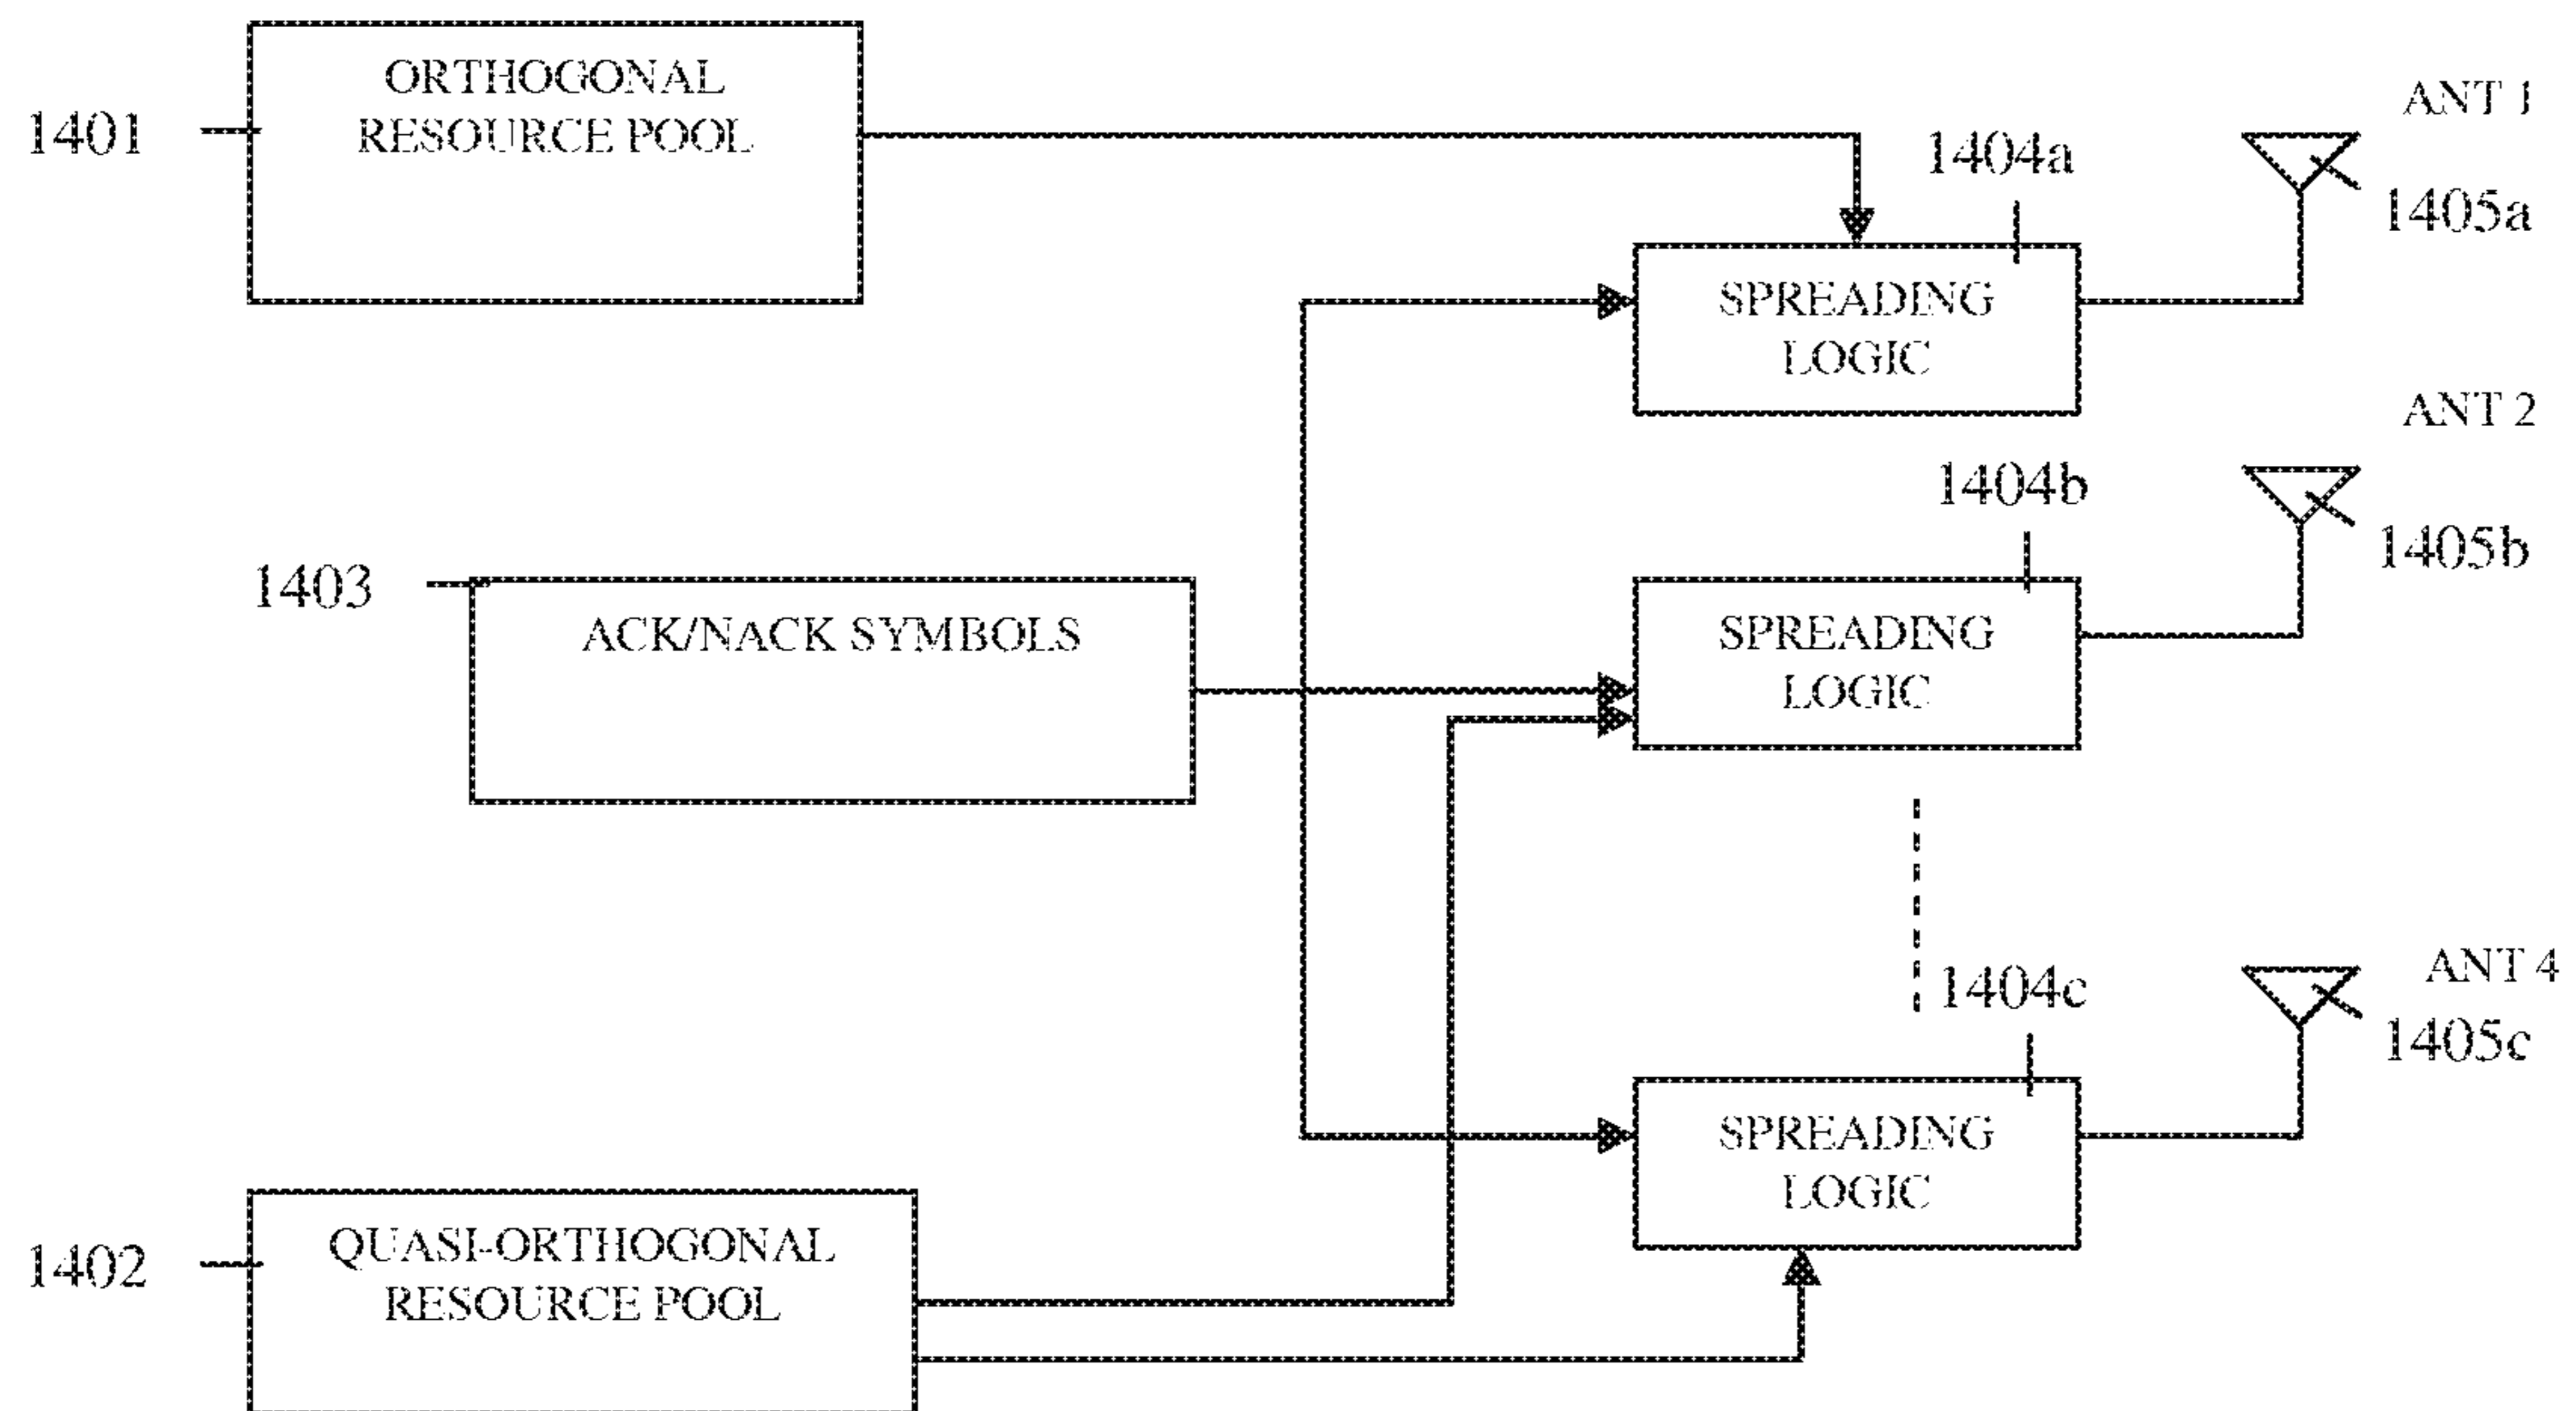 ORTHOGONAL
RESOURCE POOL
1401
ANT 1
1404a
1405a
SPREADING
LOGIC
ANT 2
1404b
1405b
1403
ACK/NACK SYMBOLS
SPREADING
LOGIC
ANT 4
1404c
1405c
SPREADING
LOGIC
1402
QUASI-ORTHOGONAL
RESOURCE POOL